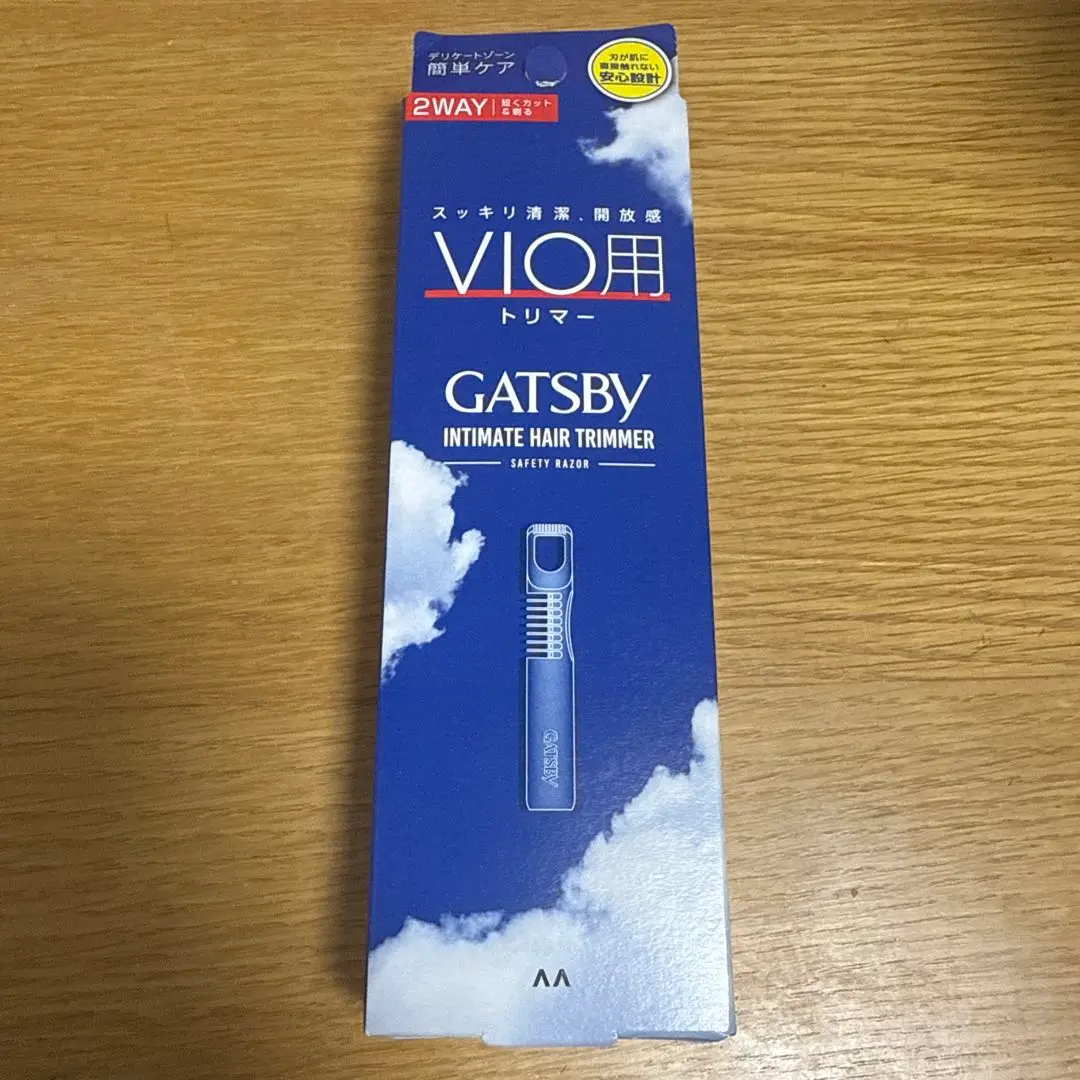 デリケートゾーン
簡単ケア
刃が肌に
直接触れない
安心設計
2WAY
短くカット
&剃る
スッキリ清潔、開放感
VIO用
トリマー
GATSBY
INTIMATE HAIR TRIMMER
SAFETY RAZOR
GATSBY